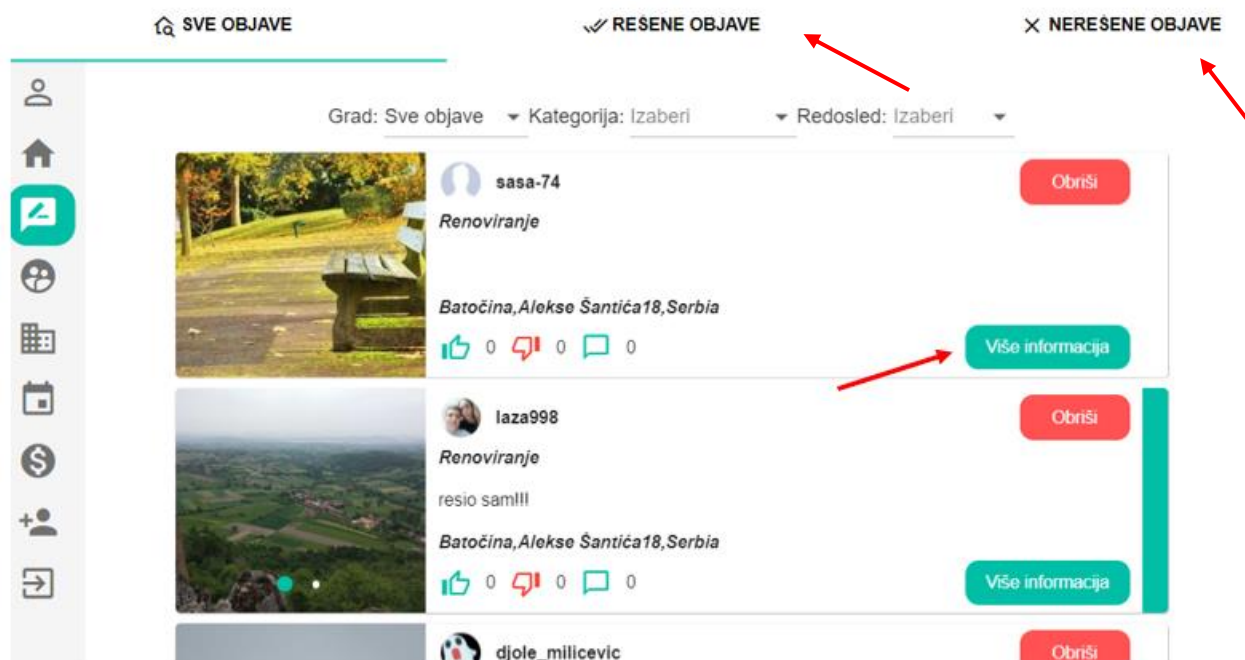 SVE OBJAVE
REŠENE OBJAVE
NEREŠENE OBJAVE
Grad: Sve objave Kategorija: Izaberi Redosled: Izaberi
sasa-74
Obriši
Renoviranje
Batočina,Alekse Šantića18,Serbia
0 0 0
Više informacija
laza998
Obriši
Renoviranje
resio sam!!!
Batočina,Alekse Šantića18,Serbia
0 0 0
Više informacija
djole_milicevic
Obriši